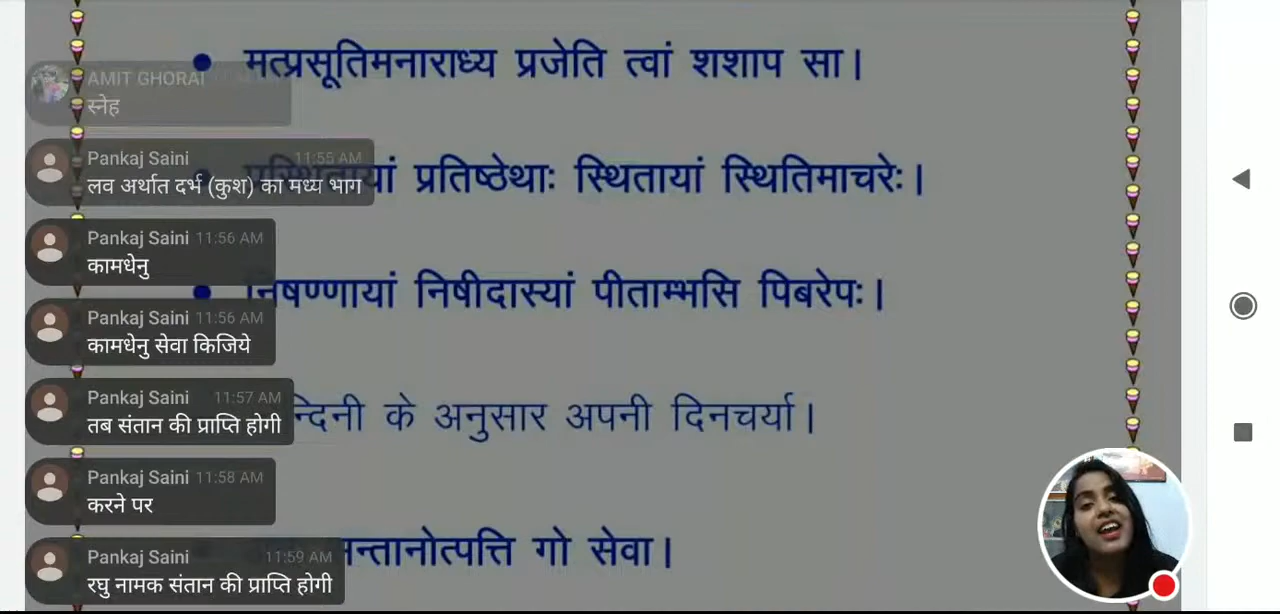 मत्प्रसूतिमनाराध्य प्रजेति त्वां शशाप सा।
AMIT GHORAI
स्नेह
Pankaj Saini 11:55 AM
लव अर्थात दर्भ (कुश) का मध्य भाग
प्रतिष्ठेथाः स्थितायां स्थितिमाचरेः।
Pankaj Saini 11:56 AM
कामधेनु
निषण्णायां निषीदास्यां पीताम्भसि पिबरेपः।
Pankaj Saini 11:56 AM
कामधेनु सेवा किजिये
Pankaj Saini 11:57 AM
तब संतान की प्राप्ति होगी
न्दिनी के अनुसार अपनी दिनचर्या।
Pankaj Saini 11:58 AM
करने पर
Pankaj Saini 11:59 AM
रघु नामक संतान की प्राप्ति होगी
न्तानोत्पत्ति गो सेवा।